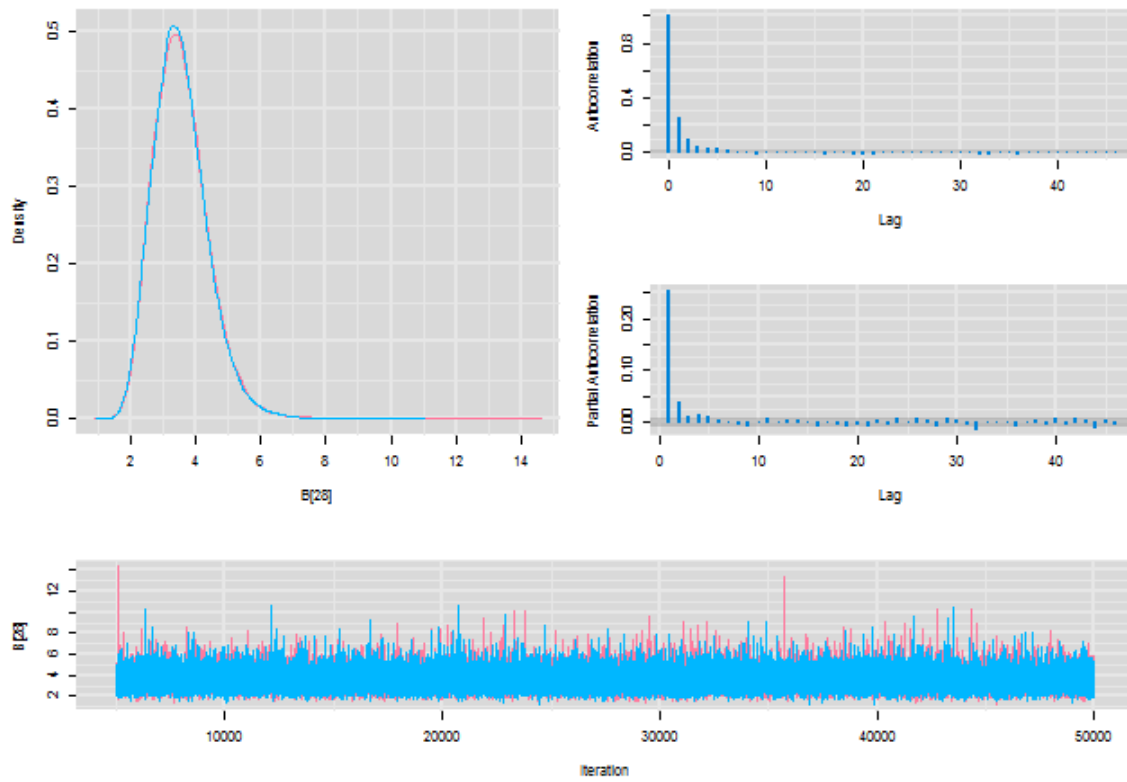 0.5
0.4
0.3
0.2
0.1
0.0
Density
2 4 6 8 10 12 14
B[28]
0.8
0.4
0.0
Autocorrelation
0 10 20 30 40
Lag
0.20
0.10
0.00
Partial Autocorrelation
0 10 20 30 40
Lag
12
8
6
4
2
B[28]
10000 20000 30000 40000 50000
Iteration